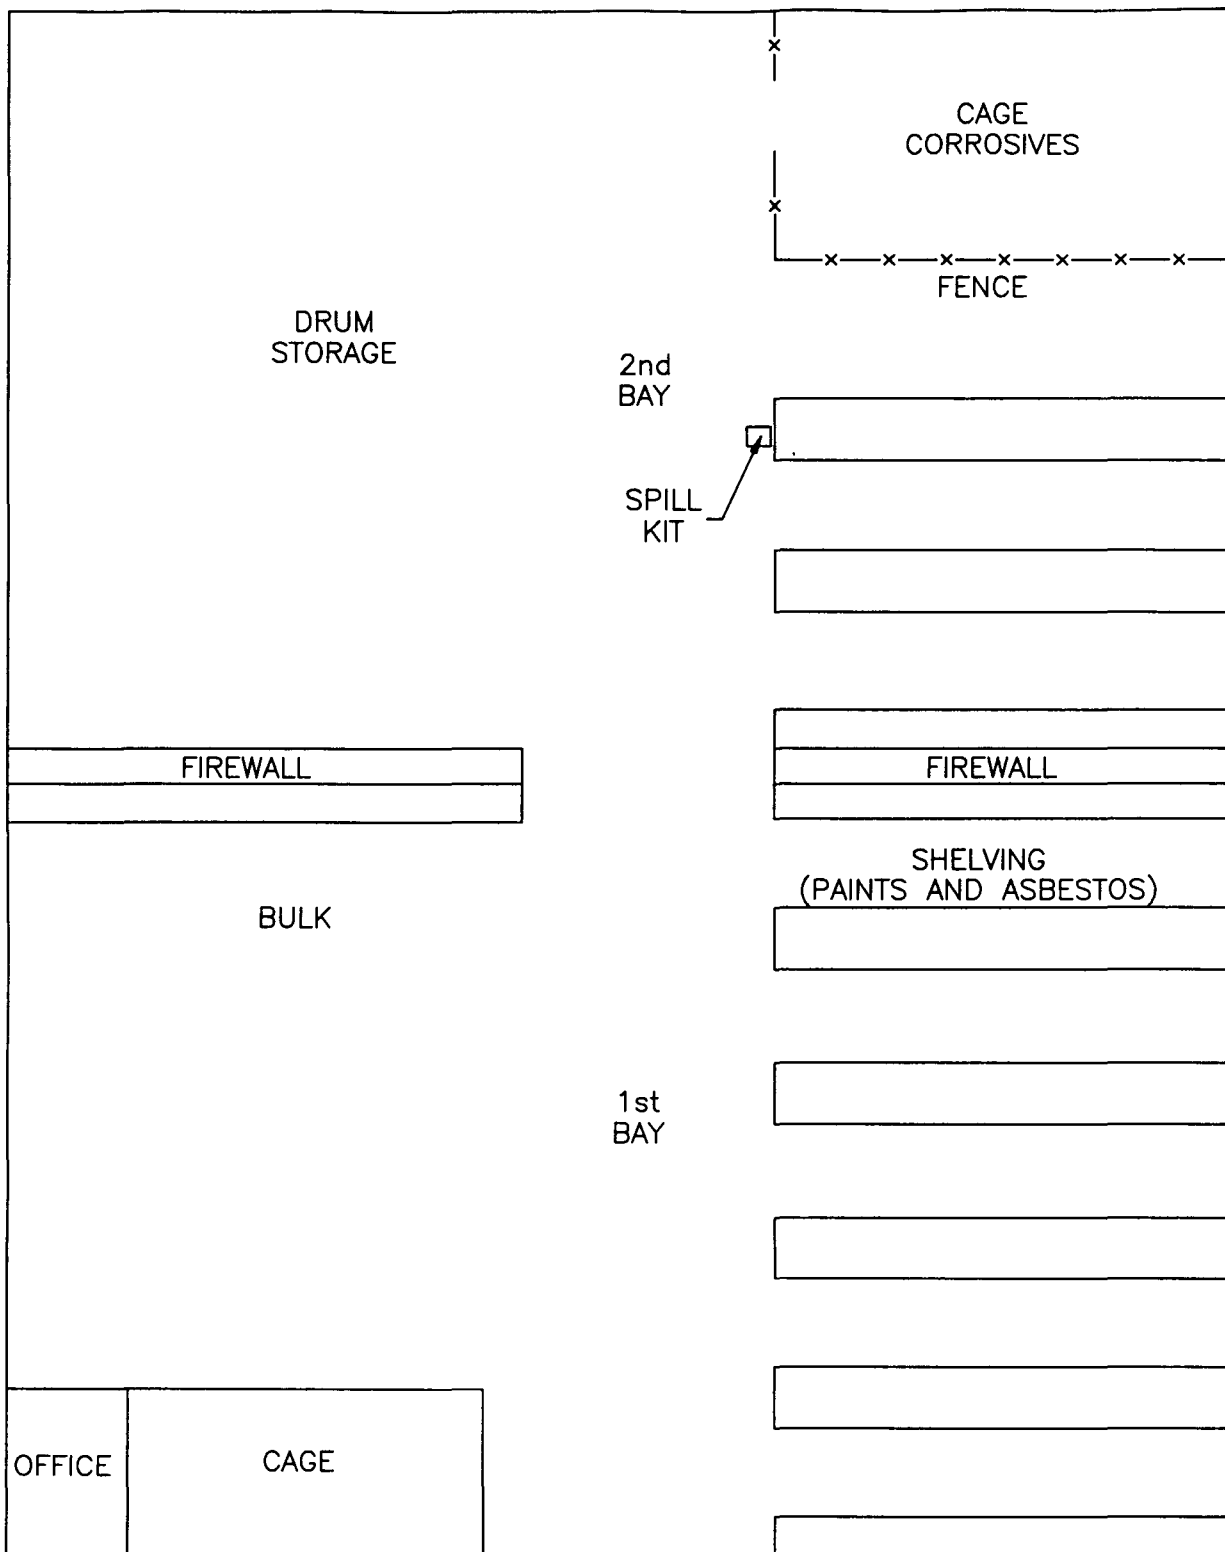 CAGE
CORROSIVES
FENCE
DRUM
STORAGE
2nd
BAY
SPILL
KIT
FIREWALL
FIREWALL
SHELVING
(PAINTS AND ASBESTOS)
BULK
1st
BAY
OFFICE
CAGE